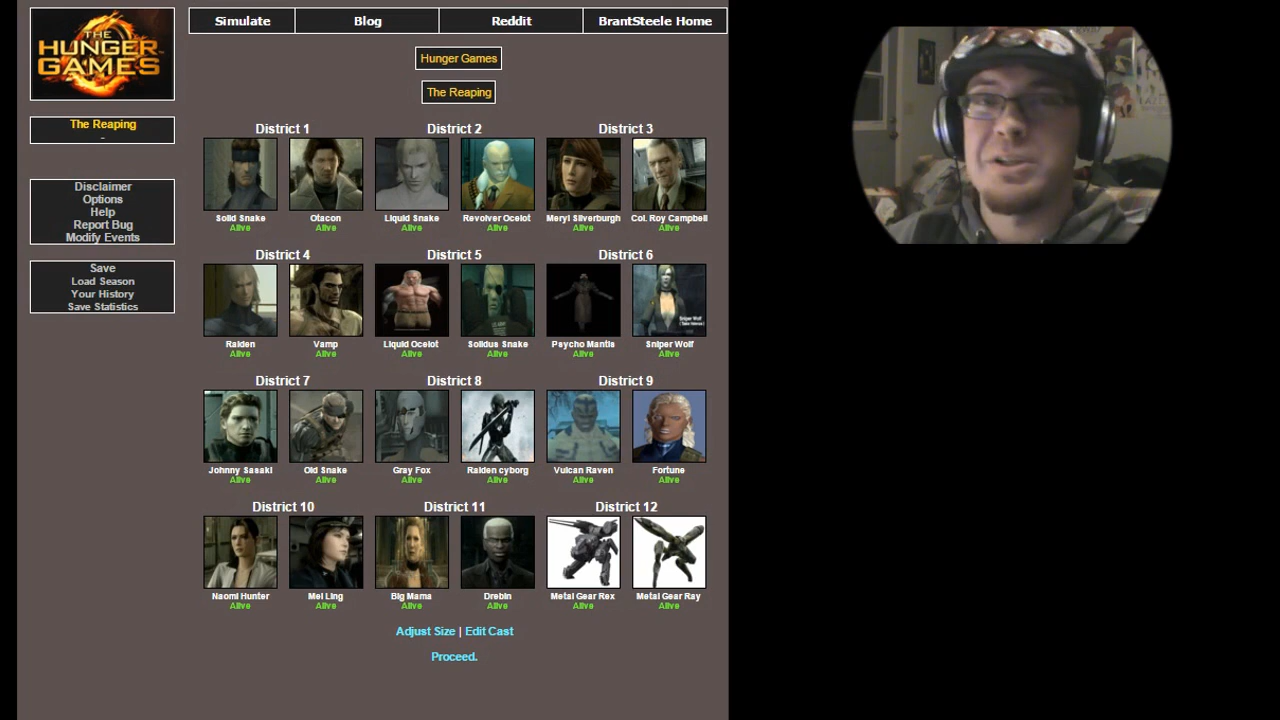 Simulate Blog Reddit BrantSteele Home
THE
HUNGER
GAMES
Hunger Games
The Reaping
The Reaping
-
Disclaimer
Options
Help
Report Bug
Modify Events
Save
Load Season
Your History
Save Statistics
District 1 District 2 District 3
Solid Snake Otacon Liquid Snake Revolver Ocelot Meryl Silverburgh Col. Roy Campbell
Alive Alive Alive Alive Alive Alive
District 4 District 5 District 6
Raiden Vamp Liquid Ocelot Solidus Snake Psycho Mantis Sniper Wolf
Alive Alive Alive Alive Alive Alive
District 7 District 8 District 9
Johnny Sasaki Old Snake Gray Fox Raiden cyborg Vulcan Raven Fortune
Alive Alive Alive Alive Alive Alive
District 10 District 11 District 12
Naomi Hunter Mei Ling Big Mama Drebin Metal Gear Rex Metal Gear Ray
Alive Alive Alive Alive Alive Alive
Adjust Size | Edit Cast
Proceed.